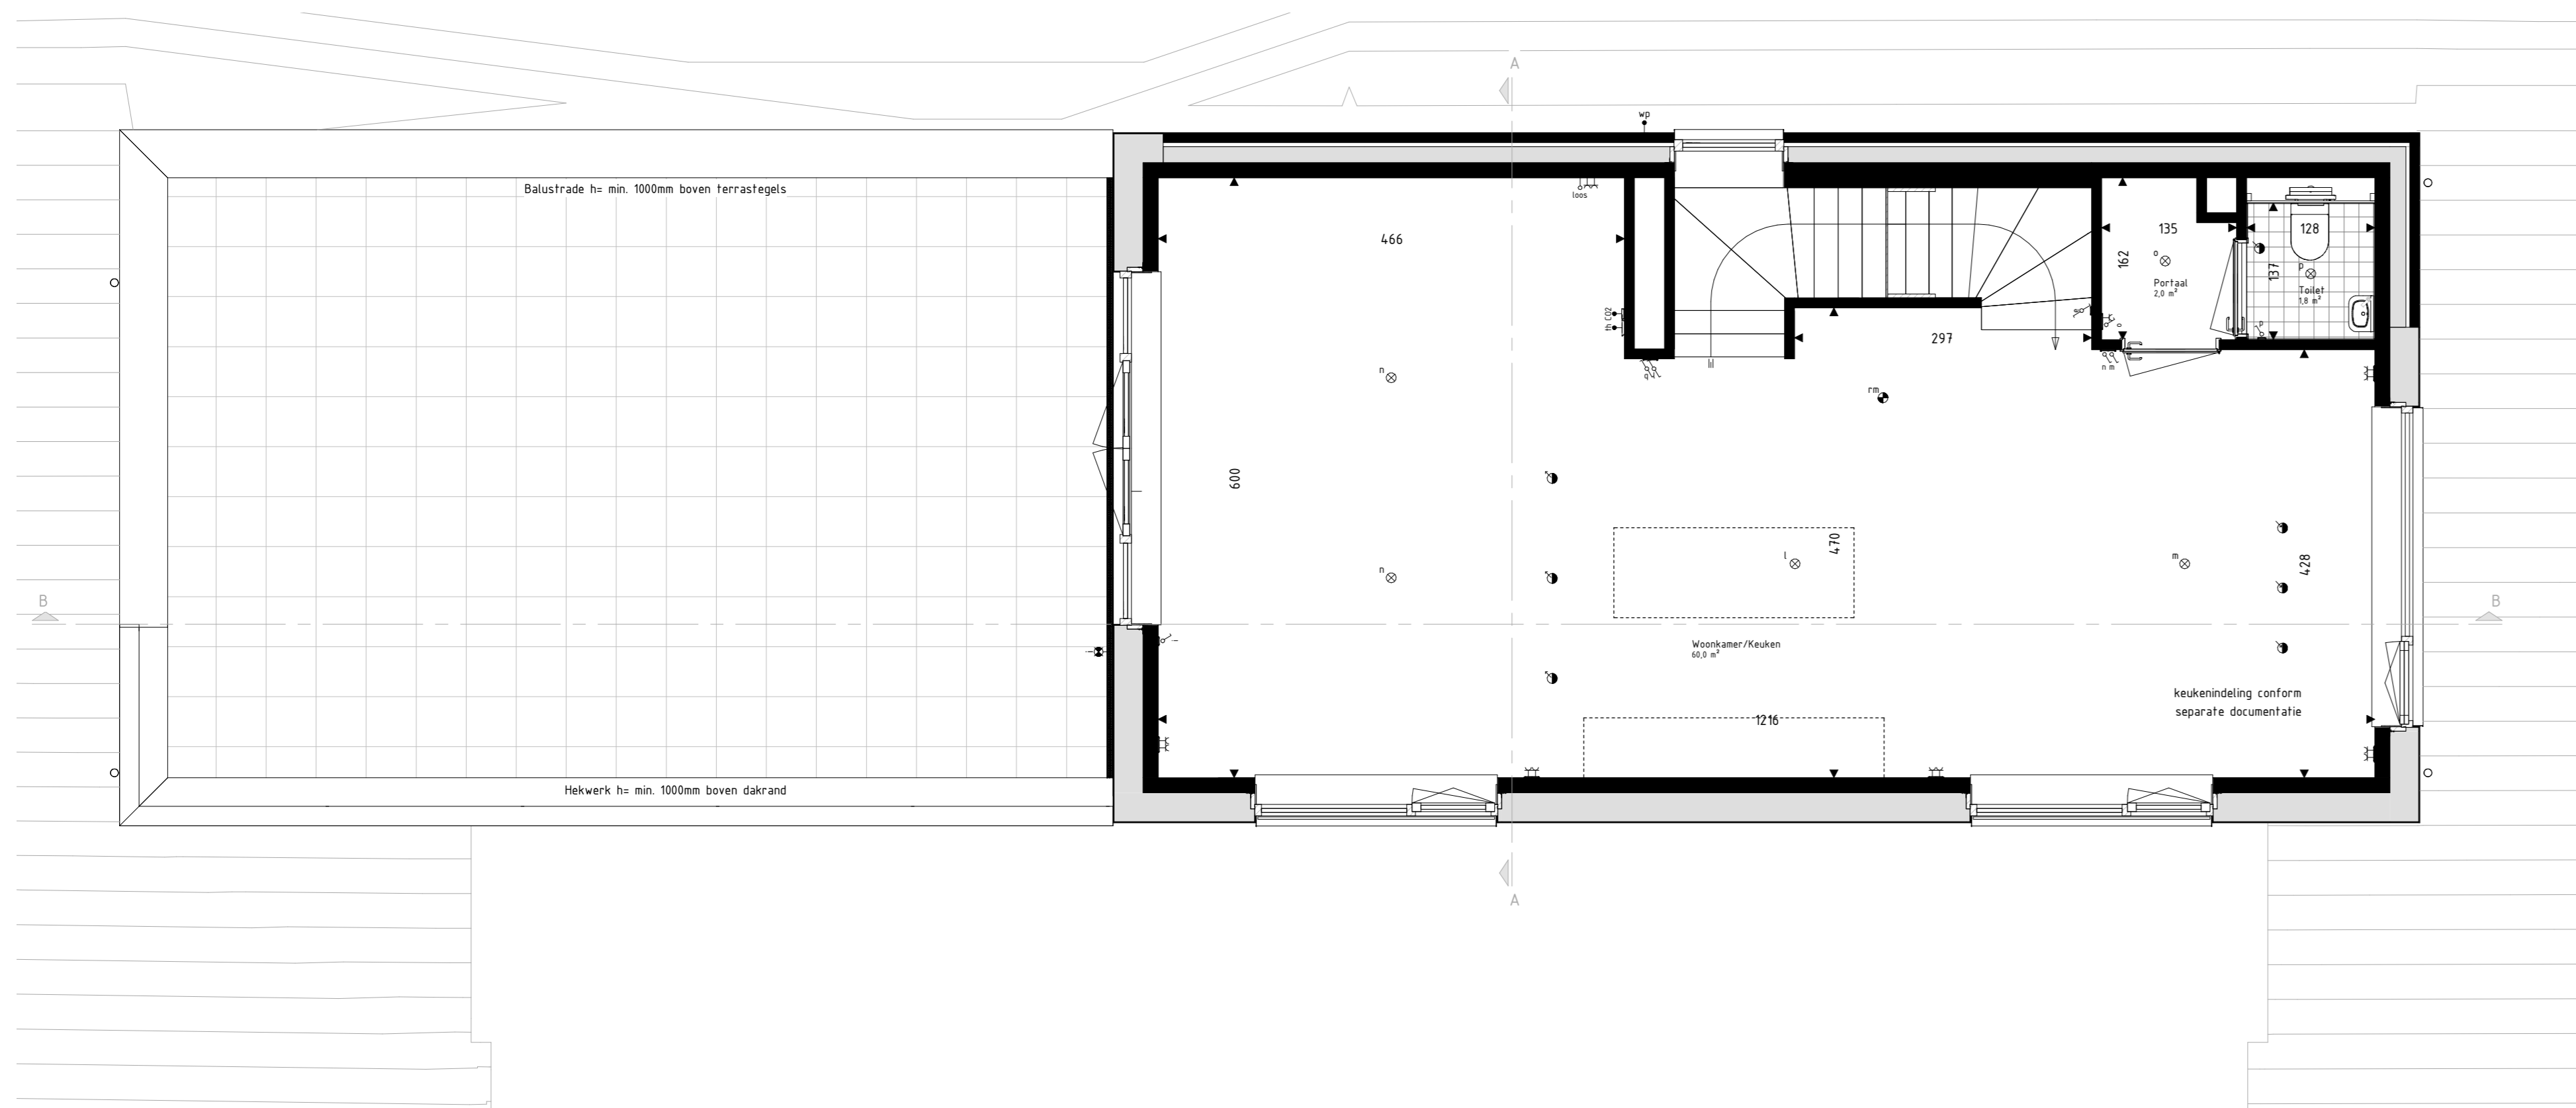 A
wp
Balustrade h= min. 1000mm boven terrastegels
loos
466
135
128
162
o
137
p
Portaal
2,0 m²
Toilet
1,8 m²
th CO2
297
n m
n
rm
600
470
n
l
m
428
B
B
Woonkamer/Keuken
60,0 m²
keukenindeling conform
separate documentatie
1216
Hekwerk h= min. 1000mm boven dakrand
A